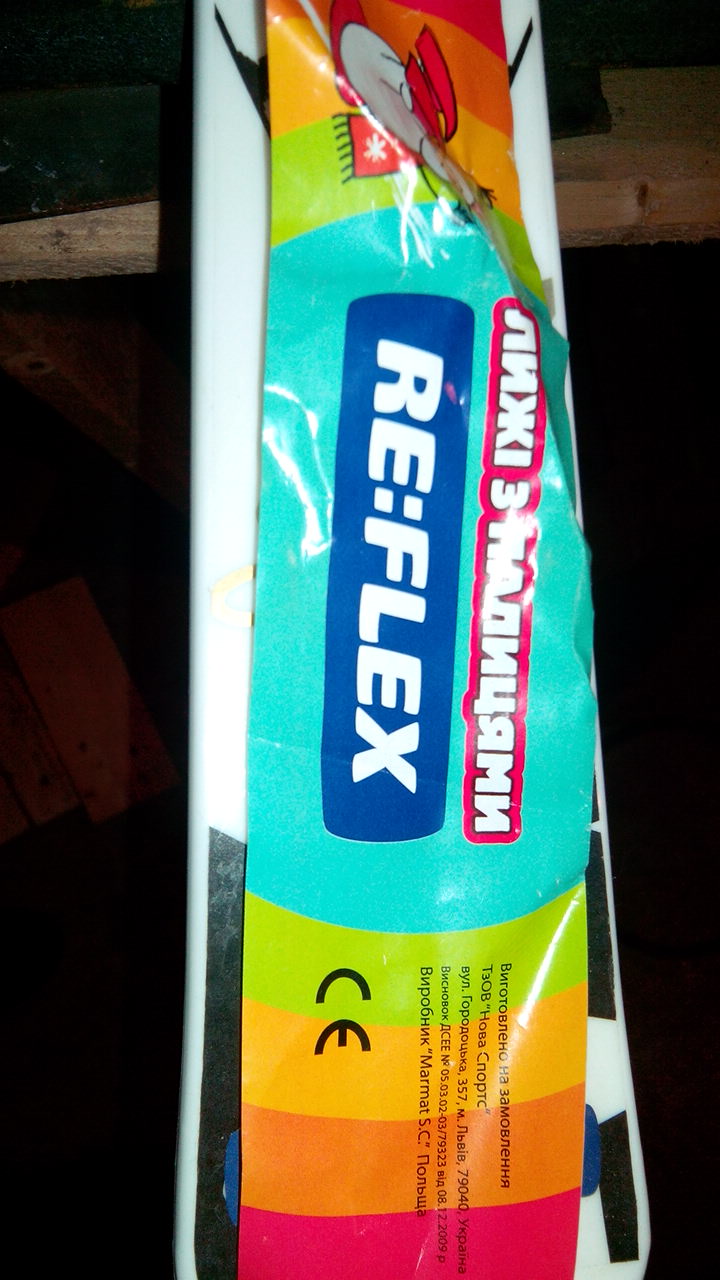 ЛИЖІ З ПАЛИЦЯМИ
RE:FLEX
Виготовлено на замовлення
ТзОВ "Нова Спортс"
вул. Городоцька, 357, м. Львів, 79040, Україна
Висновок ДСЕЕ № 05.03.02-03/79323 від 08.12.2009 р
Виробник "Marmat S.C." Польща
CE